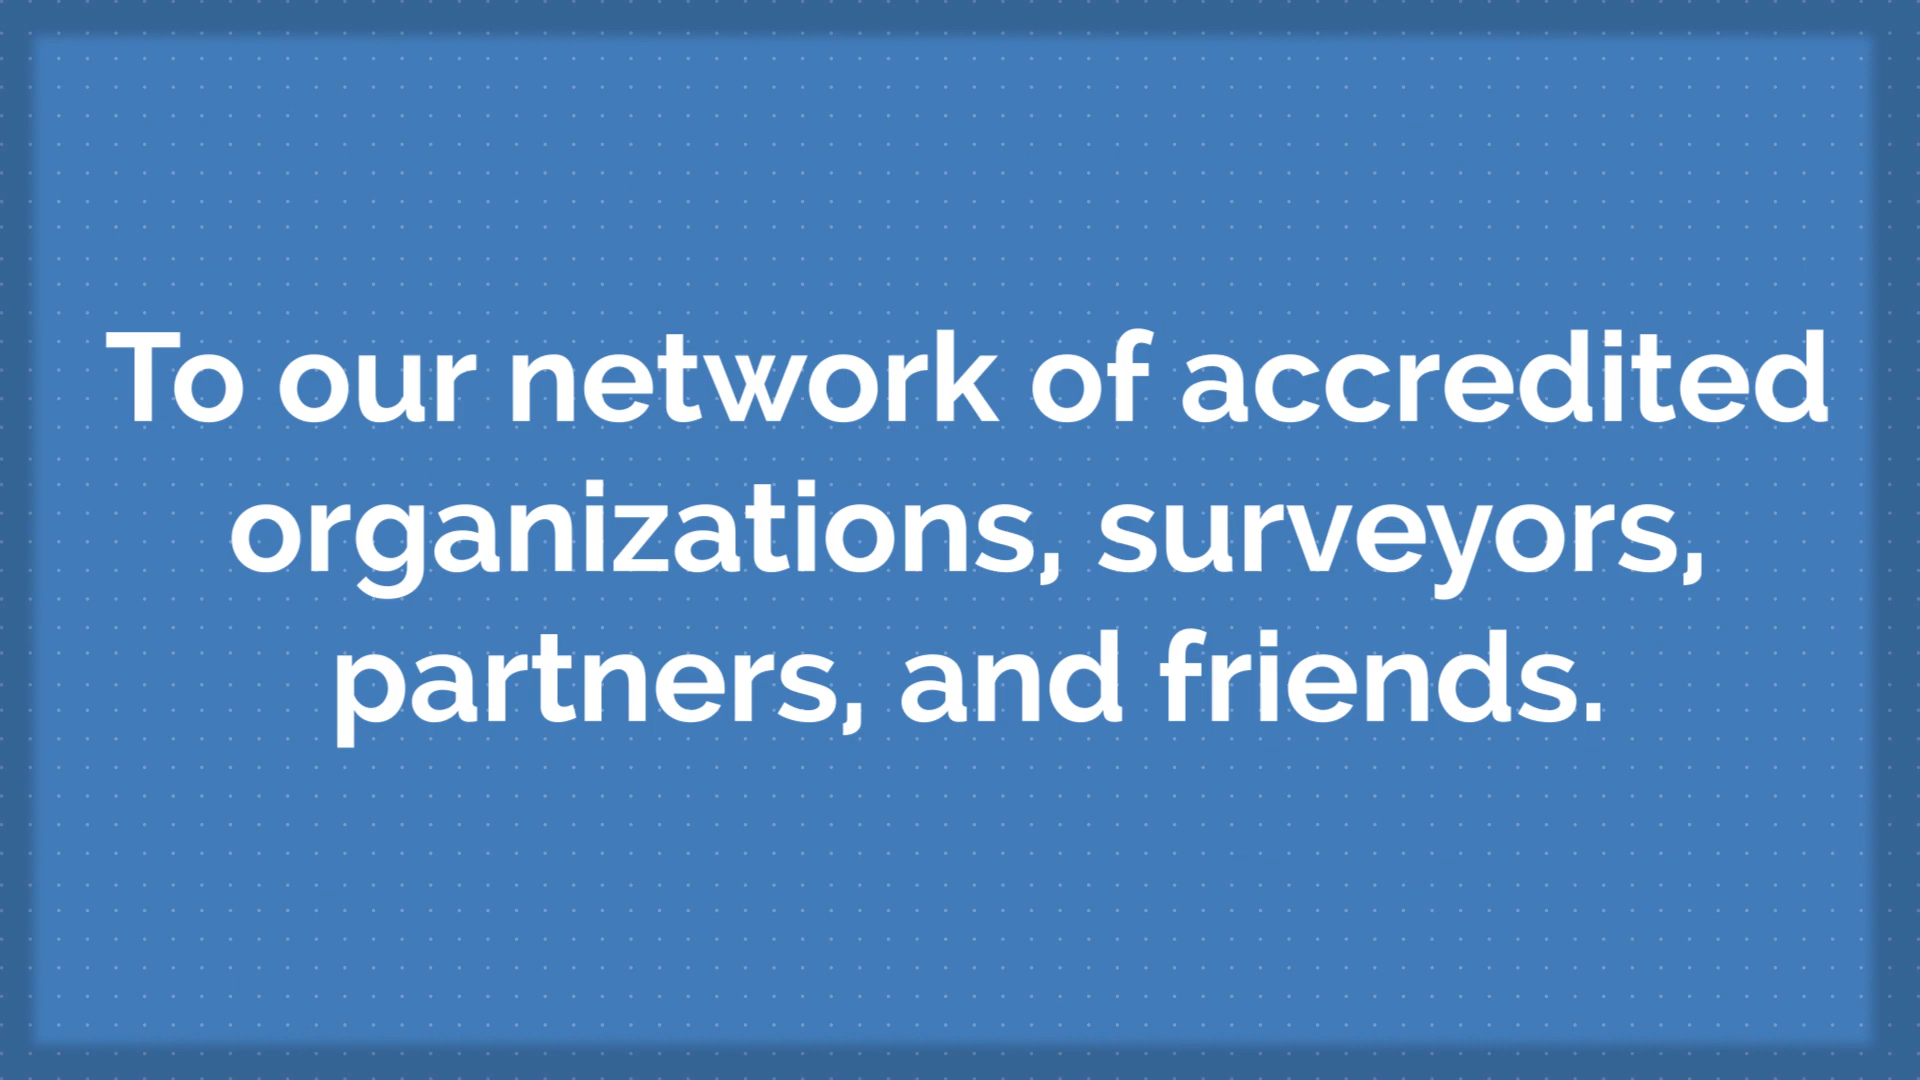 To our network of accredited
organizations, surveyors,
partners, and friends.